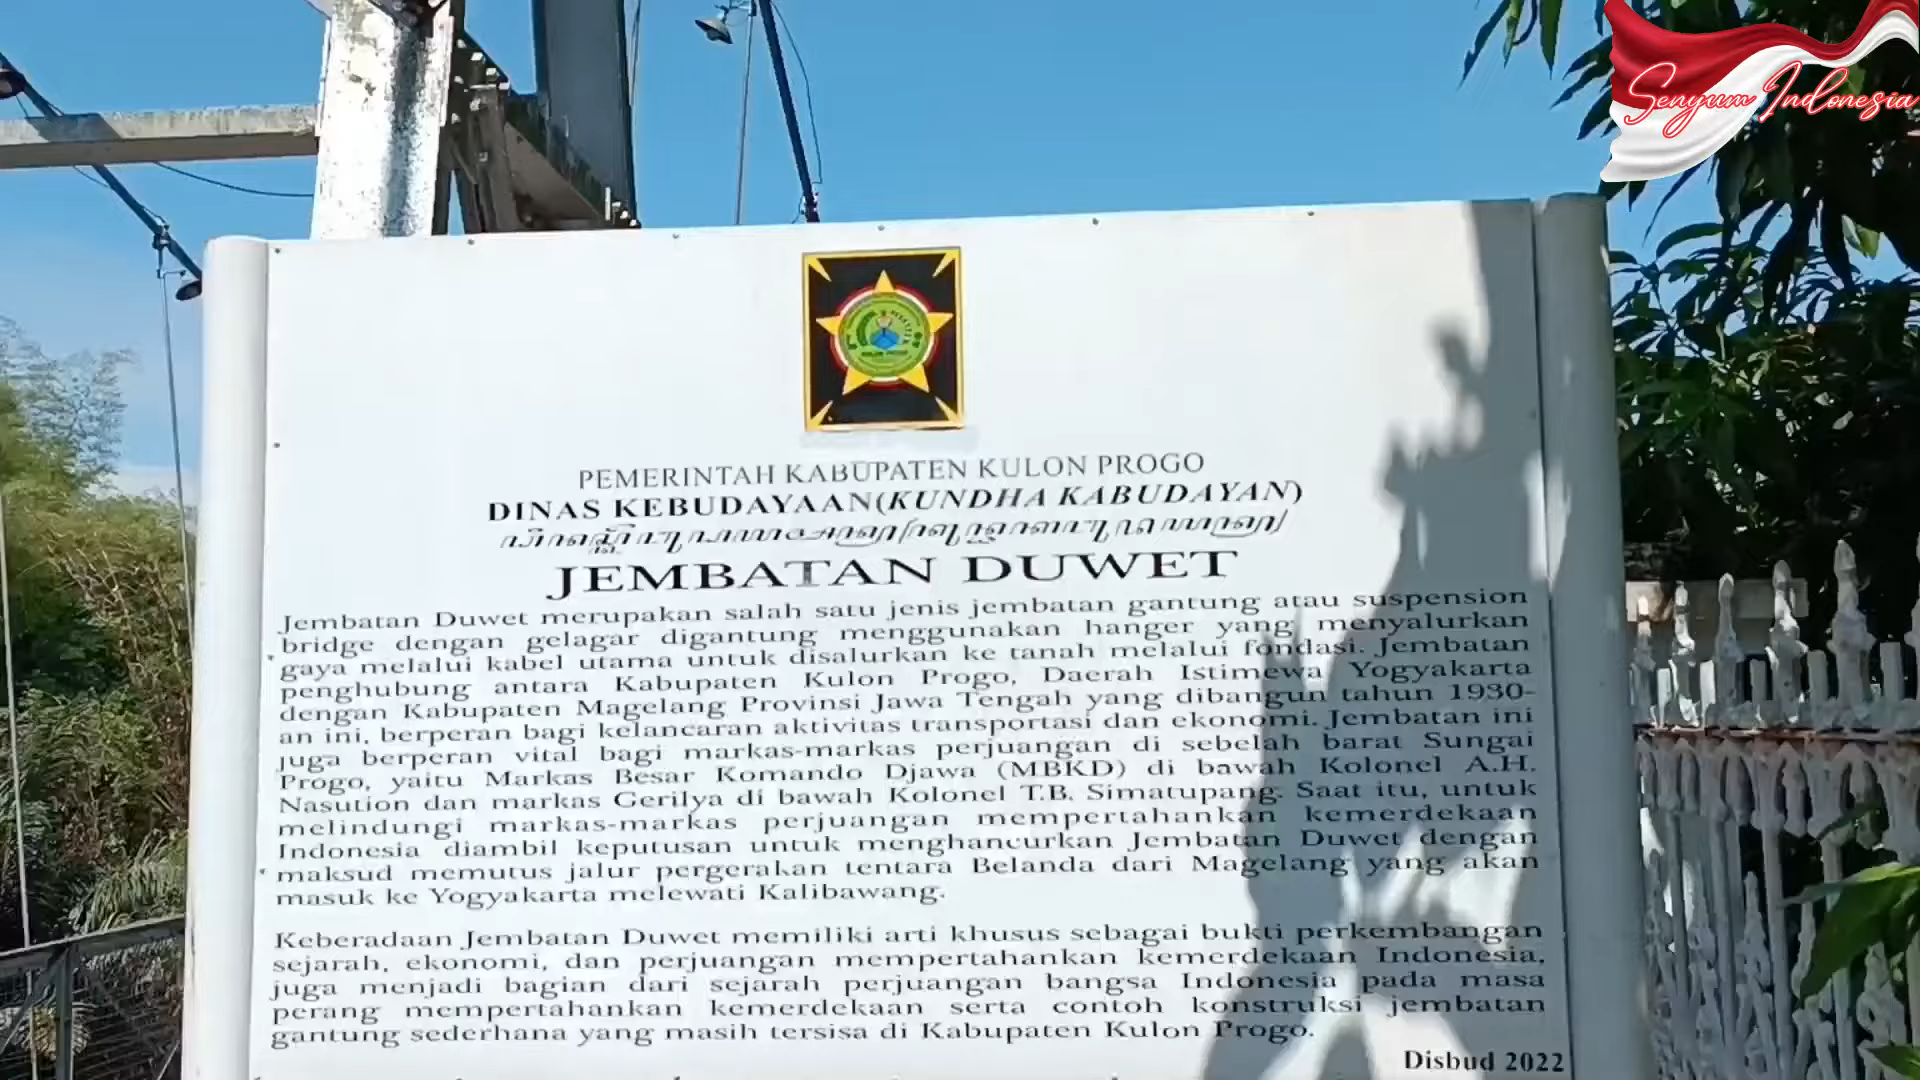 Senyum Indonesia
PEMERINTAH KABUPATEN KULON PROGO
DINAS KEBUDAYAAN(KUNDHA KABUDAYAN)
JEMBATAN DUWET
Jembatan Duwet merupakan salah satu jenis jembatan gantung atau suspension
bridge dengan gelagar digantung menggunakan hanger yang menyalurkan
gaya melalui kabel utama untuk disalurkan ke tanah melalui fondasi. Jembatan
penghubung antara Kabupaten Kulon Progo, Daerah Istimewa Yogyakarta
dengan Kabupaten Magelang Provinsi Jawa Tengah yang dibangun tahun 1930-
an ini, berperan bagi kelancaran aktivitas transportasi dan ekonomi. Jembatan ini
juga berperan vital bagi markas-markas perjuangan di sebelah barat Sungai
Progo, yaitu Markas Besar Komando Djawa (MBKD) di bawah Kolonel A.H.
Nasution dan markas Gerilya di bawah Kolonel T.B. Simatupang. Saat itu, untuk
melindungi markas-markas perjuangan mempertahankan kemerdekaan
Indonesia diambil keputusan untuk menghancurkan Jembatan Duwet dengan
maksud memutus jalur pergerakan tentara Belanda dari Magelang yang akan
masuk ke Yogyakarta melewati Kalibawang.
Keberadaan Jembatan Duwet memiliki arti khusus sebagai bukti perkembangan
sejarah, ekonomi, dan perjuangan mempertahankan kemerdekaan Indonesia,
juga menjadi bagian dari sejarah perjuangan bangsa Indonesia pada masa
perang mempertahankan kemerdekaan serta contoh konstruksi jembatan
gantung sederhana yang masih tersisa di Kabupaten Kulon Progo.
Disbud 2022